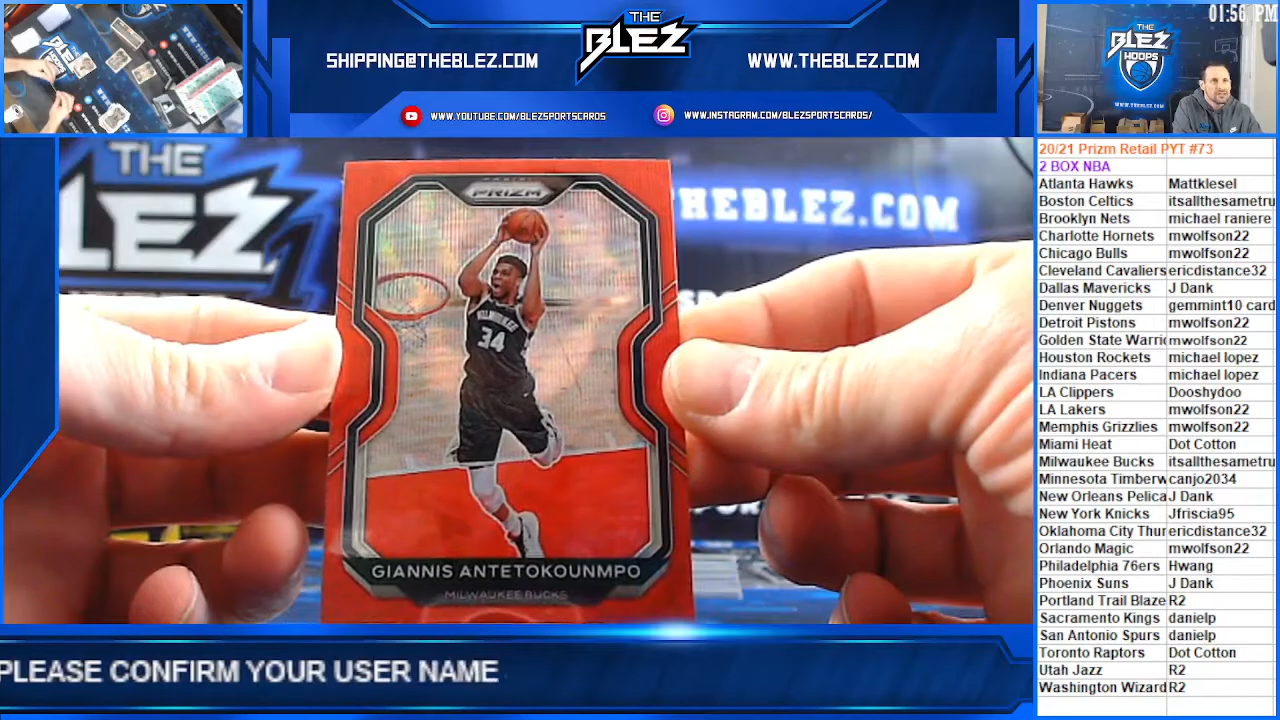 THE
BLEZ
SHIPPING@THEBLEZ.COM
WWW.THEBLEZ.COM
WWW.YOUTUBE.COM/BLEZSPORTSCARDS
WWW.INSTAGRAM.COM/BLEZSPORTSCARDS/
01:56 PM
THE
BLEZ
HOOPS
WWW.THEBLEZ.COM
THE
BLEZ
THEBLEZ.COM
PANINI
PRIZM
MILWAUKEE
34
GIANNIS ANTETOKOUNMPO
MILWAUKEE BUCKS
PLEASE CONFIRM YOUR USER NAME
20/21 Prizm Retail PYT #73
2 BOX NBA
Atlanta Hawks Mattklesel
Boston Celtics itsallthesametru
Brooklyn Nets michael raniere
Charlotte Hornets mwolfson22
Chicago Bulls mwolfson22
Cleveland Cavaliers ericdistance32
Dallas Mavericks J Dank
Denver Nuggets gemmint10 card
Detroit Pistons mwolfson22
Golden State Warri mwolfson22
Houston Rockets michael lopez
Indiana Pacers michael lopez
LA Clippers Dooshydoo
LA Lakers mwolfson22
Memphis Grizzlies mwolfson22
Miami Heat Dot Cotton
Milwaukee Bucks itsallthesametru
Minnesota Timberw canjo2034
New Orleans Pelica J Dank
New York Knicks Jfriscia95
Oklahoma City Thur ericdistance32
Orlando Magic mwolfson22
Philadelphia 76ers Hwang
Phoenix Suns J Dank
Portland Trail Blaze R2
Sacramento Kings danielp
San Antonio Spurs danielp
Toronto Raptors Dot Cotton
Utah Jazz R2
Washington Wizard R2